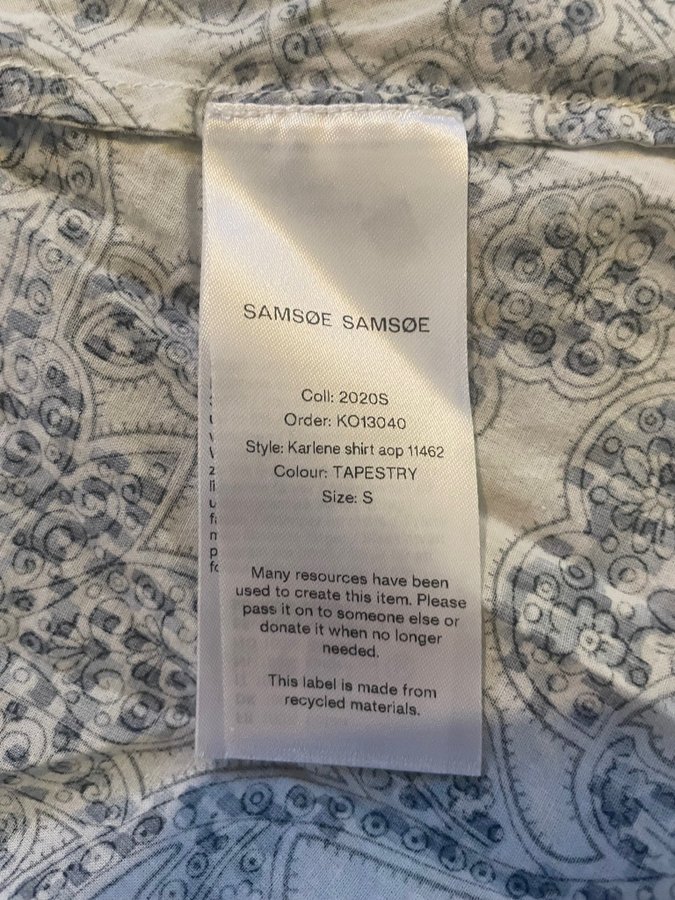 SAMSØE SAMSØE
Coll: 2020S
Order: KO13040
Style: Karlene shirt aop 11462
Colour: TAPESTRY
Size: S
Many resources have been
used to create this item. Please
pass it on to someone else or
donate it when no longer
needed.
This label is made from
recycled materials.